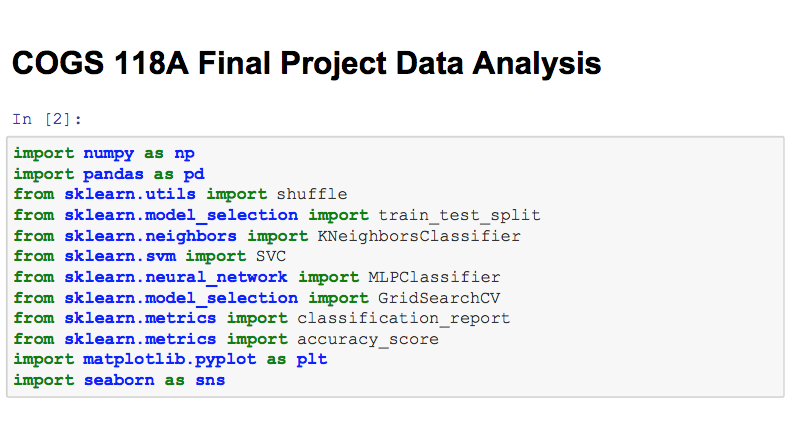 COGS 118A Final Project Data Analysis
In [2]:
import numpy as np
import pandas as pd
from sklearn.utils import shuffle
from sklearn.model_selection import train_test_split
from sklearn.neighbors import KNeighborsClassifier
from sklearn.svm import SVC
from sklearn.neural_network import MLPClassifier
from sklearn.model_selection import GridSearchCV
from sklearn.metrics import classification_report
from sklearn.metrics import accuracy_score
import matplotlib.pyplot as plt
import seaborn as sns